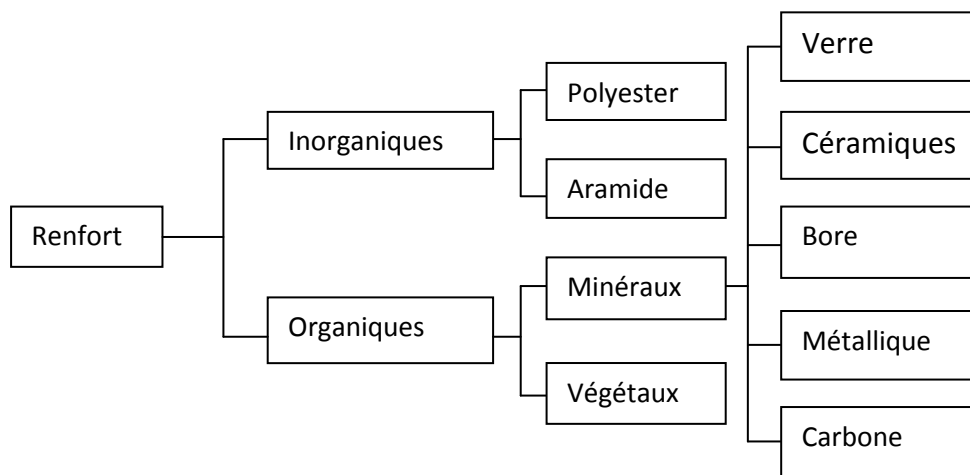 Renfort
Inorganiques
Organiques
Polyester
Aramide
Minéraux
Végétaux
Verre
Céramiques
Bore
Métallique
Carbone